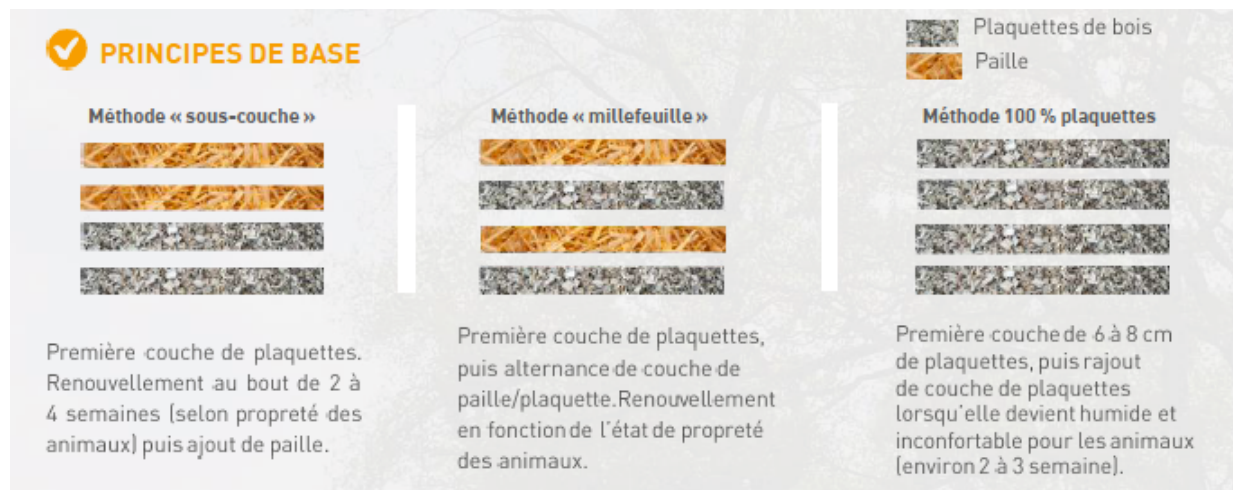 PRINCIPES DE BASE
Plaquettes de bois
Paille
Méthode « sous-couche »
Première couche de plaquettes.
Renouvellement au bout de 2 à
4 semaines (selon propreté des
animaux) puis ajout de paille.
Méthode « millefeuille »
Première couche de plaquettes,
puis alternance de couche de
paille/plaquette. Renouvellement
en fonction de l'état de propreté
des animaux.
Méthode 100 % plaquettes
Première couche de 6 à 8 cm
de plaquettes, puis rajout
de couche de plaquettes
lorsqu'elle devient humide et
inconfortable pour les animaux
(environ 2 à 3 semaine).